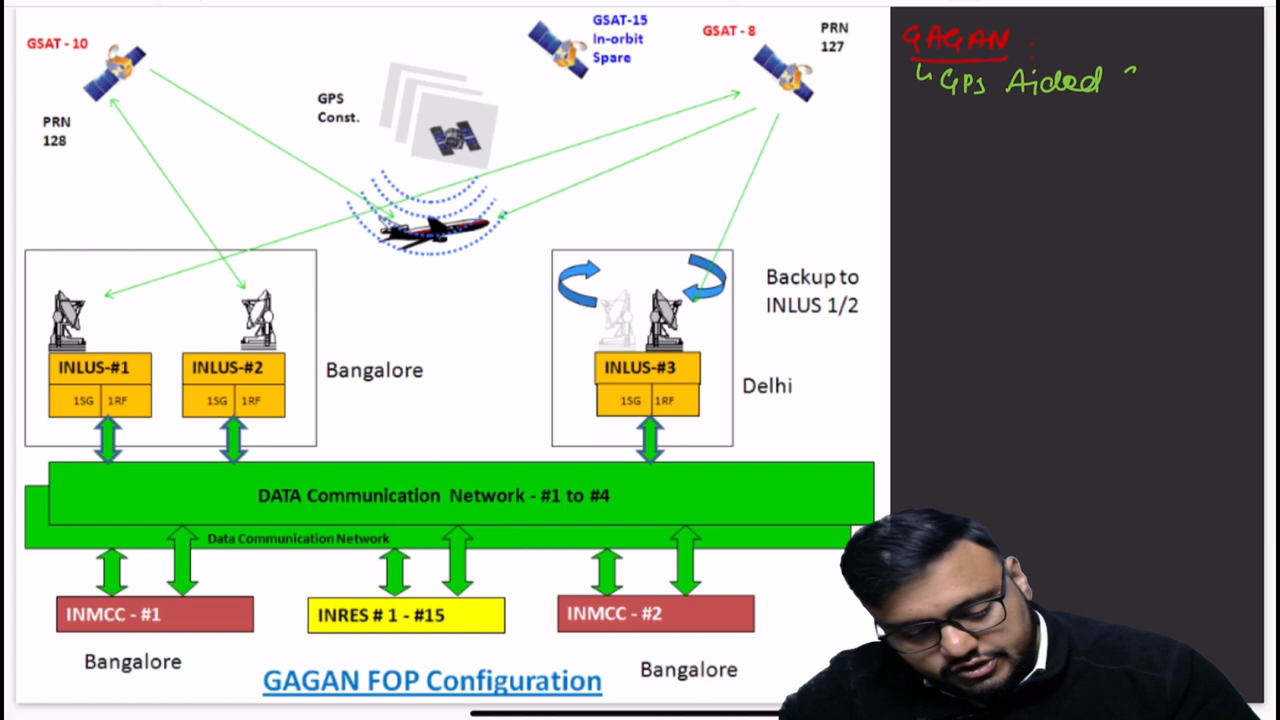 GSAT - 10
GSAT-15
In-orbit
Spare
GSAT - 8
PRN
127
GAGAN :
GPS Aided
GPS
Const.
PRN
128
Backup to
INLUS 1/2
INLUS-#1
1SG 1RF
INLUS-#2
1SG 1RF
Bangalore
INLUS-#3
1SG 1RF
Delhi
DATA Communication Network - #1 to #4
Data Communication Network
INMCC - #1
INRES # 1 - #15
INMCC - #2
Bangalore
Bangalore
GAGAN FOP Configuration